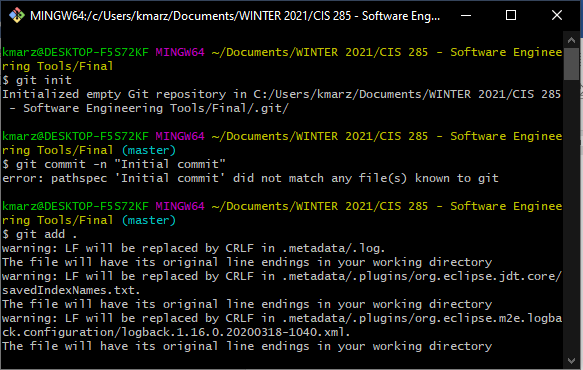 MINGW64:/c/Users/kmarz/Documents/WINTER 2021/CIS 285 - Software Eng...
kmarz@DESKTOP-F5S72KF MINGW64 ~/Documents/WINTER 2021/CIS 285 - Software Enginee
ring Tools/Final
$ git init
Initialized empty Git repository in C:/Users/kmarz/Documents/WINTER 2021/CIS 285
 - Software Engineering Tools/Final/.git/
kmarz@DESKTOP-F5S72KF MINGW64 ~/Documents/WINTER 2021/CIS 285 - Software Enginee
ring Tools/Final (master)
$ git commit -n "Initial commit"
error: pathspec 'Initial commit' did not match any file(s) known to git
kmarz@DESKTOP-F5S72KF MINGW64 ~/Documents/WINTER 2021/CIS 285 - Software Enginee
ring Tools/Final (master)
$ git add .
warning: LF will be replaced by CRLF in .metadata/.log.
The file will have its original line endings in your working directory
warning: LF will be replaced by CRLF in .metadata/.plugins/org.eclipse.jdt.core/
savedIndexNames.txt.
The file will have its original line endings in your working directory
warning: LF will be replaced by CRLF in .metadata/.plugins/org.eclipse.m2e.logba
ck.configuration/logback.1.16.0.20200318-1040.xml.
The file will have its original line endings in your working directory